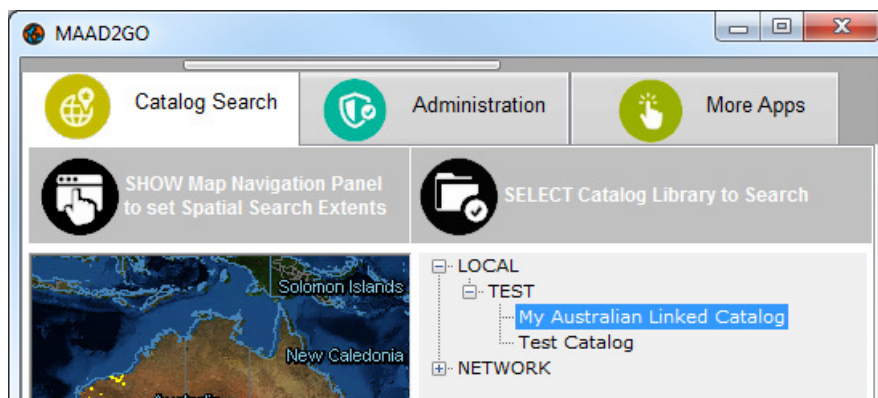 MAAD2GO
Catalog Search
Administration
More Apps
SHOW Map Navigation Panel
to set Spatial Search Extents
SELECT Catalog Library to Search
Solomon Islands
New Caledonia
Australia
LOCAL
TEST
My Australian Linked Catalog
Test Catalog
NETWORK